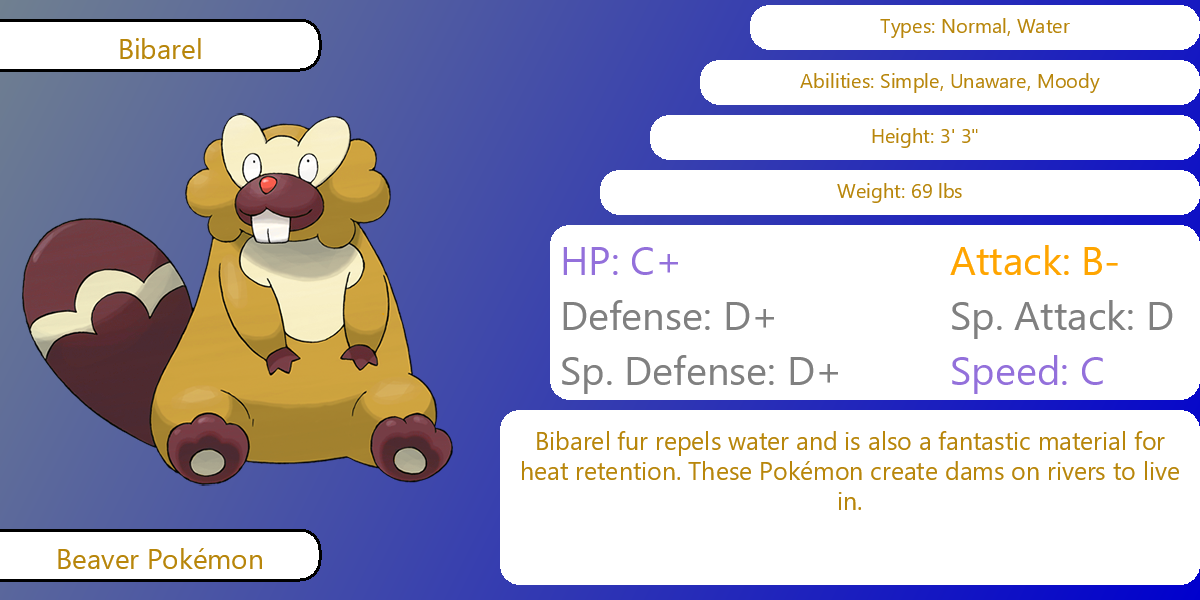 Bibarel
Types: Normal, Water
Abilities: Simple, Unaware, Moody
Height: 3' 3"
Weight: 69 lbs
HP: C+
Attack: B-
Defense: D+
Sp. Attack: D
Sp. Defense: D+
Speed: C
Bibarel fur repels water and is also a fantastic material for
heat retention. These Pokémon create dams on rivers to live
in.
Beaver Pokémon